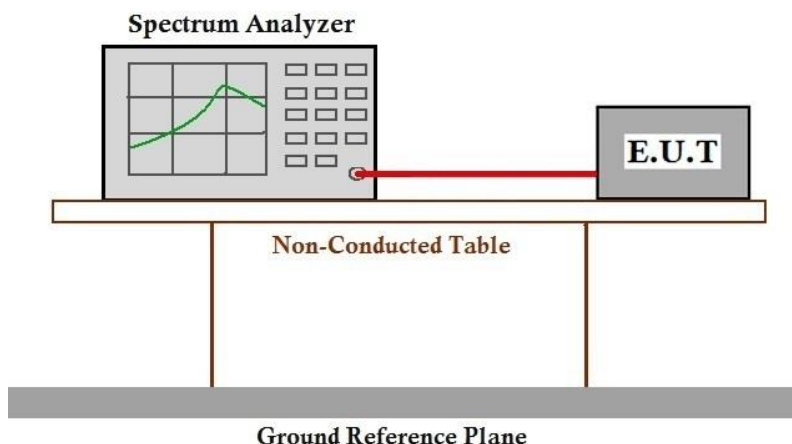 Spectrum Analyzer
E.U.T
Non-Conducted Table
Ground Reference Plane